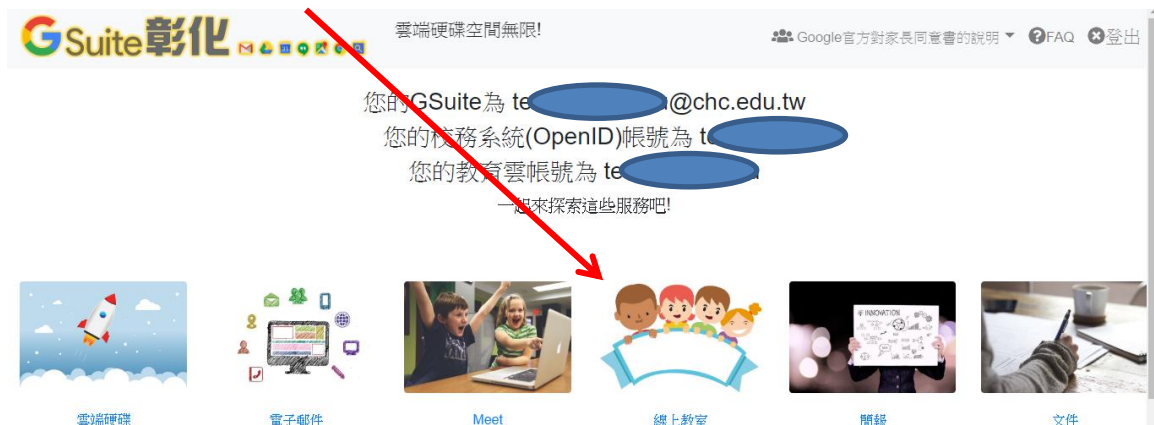 GSuite彰化
雲端硬碟空間無限!
Google官方對家長同意書的說明
FAQ
登出
您的GSuite為 te @chc.edu.tw
您的校務系統(OpenID)帳號為 t
您的教育雲帳號為 te
一起來探索這些服務吧!
INNOVATION
雲端硬碟
電子郵件
Meet
線上教室
簡報
文件